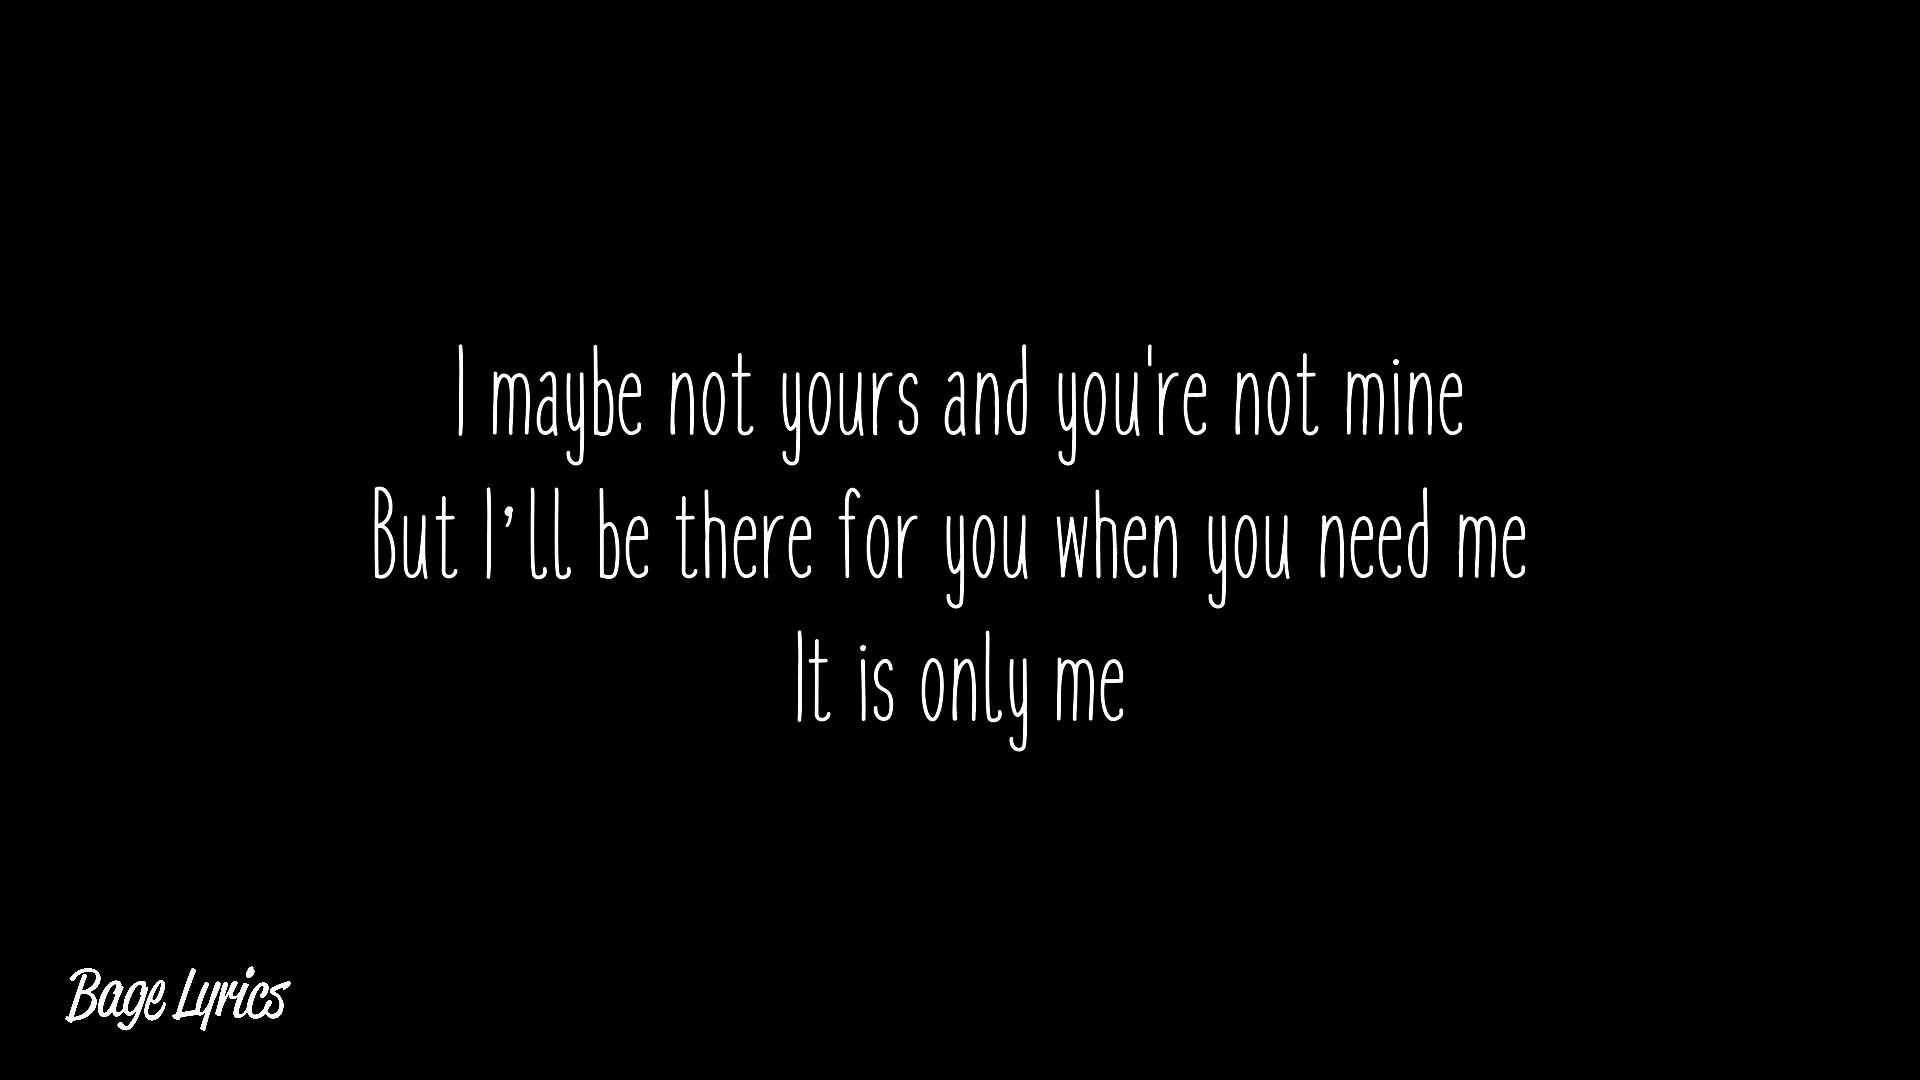 I maybe not yours and you're not mine
But I’ll be there for you when you need me
It is only me
Bage Lyrics